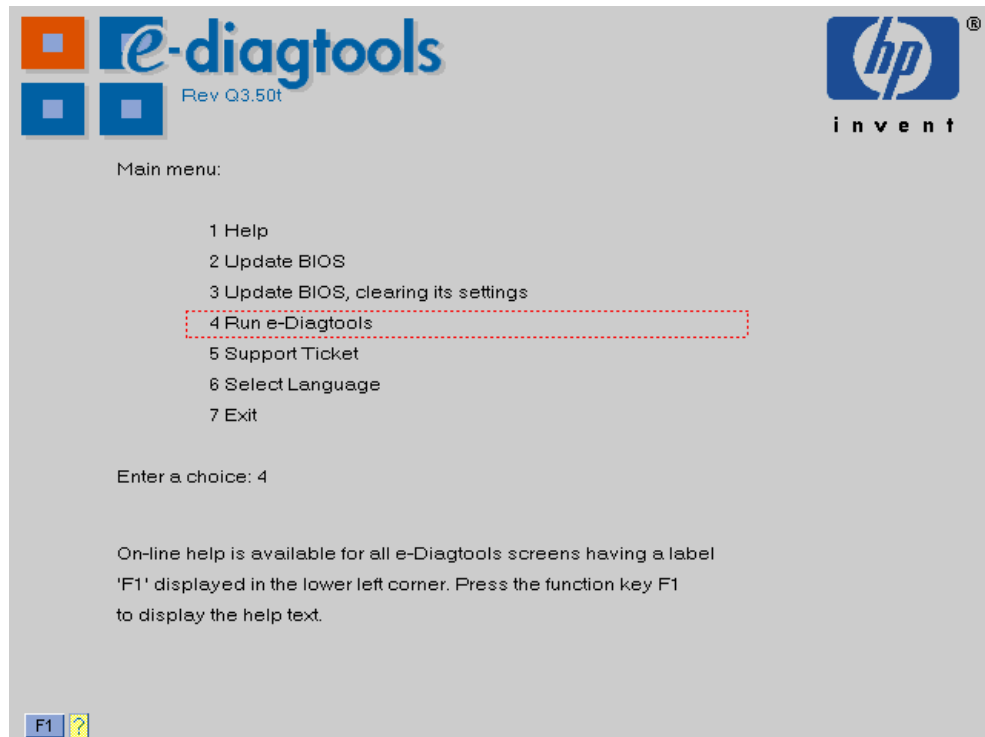 e-diagtools
Rev Q3.50t
hp
®
invent
Main menu:
1 Help
2 Update BIOS
3 Update BIOS, clearing its settings
4 Run e-Diagtools
5 Support Ticket
6 Select Language
7 Exit
Enter a choice: 4
On-line help is available for all e-Diagtools screens having a label
'F1' displayed in the lower left corner. Press the function key F1
to display the help text.
F1 ?